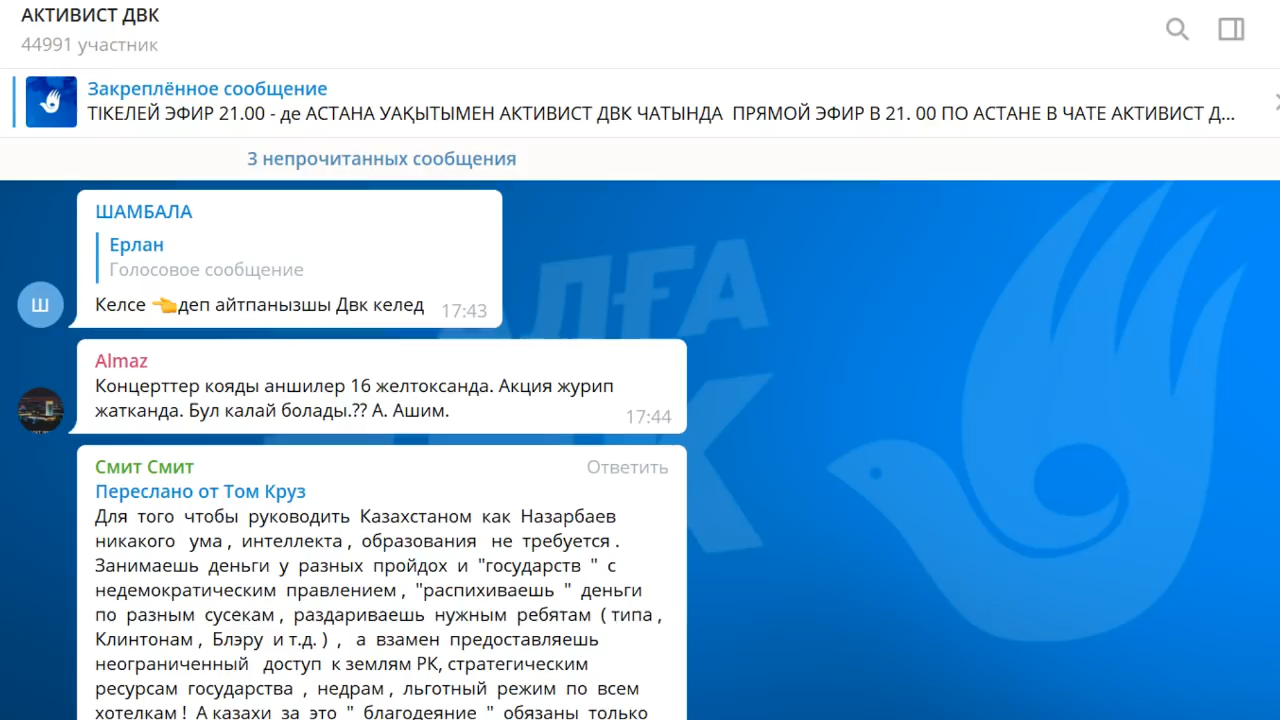 АКТИВИСТ ДВК
44991 участник
Закреплённое сообщение
ТІКЕЛЕЙ ЭФИР 21.00 - де АСТАНА УАҚЫТЫМЕН АКТИВИСТ ДВК ЧАТЫНДА ПРЯМОЙ ЭФИР В 21. 00 ПО АСТАНЕ В ЧАТЕ АКТИВИСТ Д...
3 непрочитанных сообщения
ШАМБАЛА
Ерлан
Голосовое сообщение
Ш
Келсе 👈деп айтпанызшы Двк келед 17:43
Almaz
Концерттер кояды аншилер 16 желтоксанда. Акция журип
жатканда. Бул калай болады.?? А. Ашим. 17:44
Смит Смит Ответить
Переслано от Том Круз
Для того чтобы руководить Казахстаном как Назарбаев
никакого ума , интеллекта , образования не требуется .
Занимаешь деньги у разных пройдох и "государств " с
недемократическим правлением , "распихиваешь " деньги
по разным сусекам , раздариваешь нужным ребятам ( типа ,
Клинтонам , Блэру и т.д. ) , а взамен предоставляешь
неограниченный доступ к землям РК, стратегическим
ресурсам государства , недрам , льготный режим по всем
хотелкам ! А казахи за это " благодеяние " обязаны только
АЛҒА